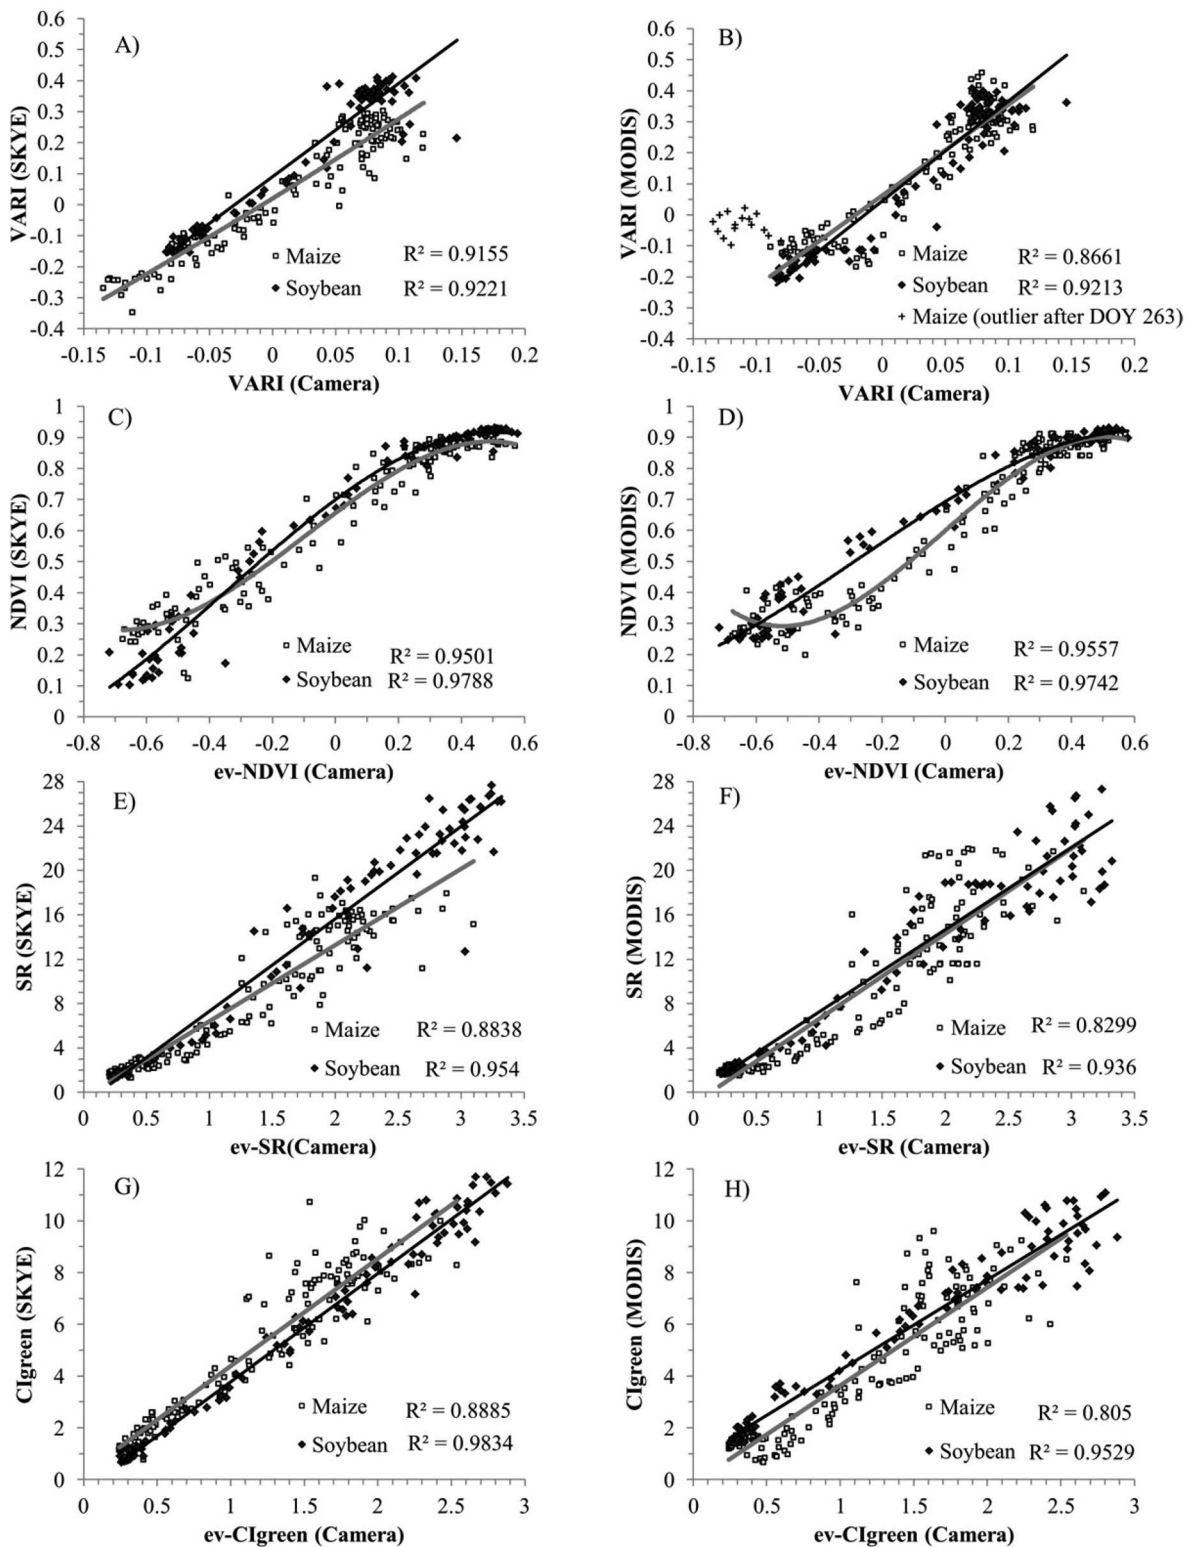 A)
0.6
0.5
0.4
0.3
0.2
0.1
0
-0.1
-0.2
-0.3
-0.4
VARI (SKYE)
Maize R² = 0.9155
Soybean R² = 0.9221
-0.15 -0.1 -0.05 0 0.05 0.1 0.15 0.2
VARI (Camera)
B)
0.6
0.5
0.4
0.3
0.2
0.1
0
-0.1
-0.2
-0.3
-0.4
VARI (MODIS)
Maize R² = 0.8661
Soybean R² = 0.9213
Maize (outlier after DOY 263)
-0.15 -0.1 -0.05 0 0.05 0.1 0.15 0.2
VARI (Camera)
C)
1
0.9
0.8
0.7
0.6
0.5
0.4
0.3
0.2
0.1
0
NDVI (SKYE)
Maize R² = 0.9501
Soybean R² = 0.9788
-0.8 -0.6 -0.4 -0.2 0 0.2 0.4 0.6
ev-NDVI (Camera)
D)
1
0.9
0.8
0.7
0.6
0.5
0.4
0.3
0.2
0.1
0
NDVI (MODIS)
Maize R² = 0.9557
Soybean R² = 0.9742
-0.8 -0.6 -0.4 -0.2 0 0.2 0.4 0.6
ev-NDVI (Camera)
E)
28
24
20
16
12
8
4
0
SR (SKYE)
Maize R² = 0.8838
Soybean R² = 0.954
0 0.5 1 1.5 2 2.5 3 3.5
ev-SR(Camera)
F)
28
24
20
16
12
8
4
0
SR (MODIS)
Maize R² = 0.8299
Soybean R² = 0.936
0 0.5 1 1.5 2 2.5 3 3.5
ev-SR (Camera)
G)
12
10
8
6
4
2
0
CIgreen (SKYE)
Maize R² = 0.8885
Soybean R² = 0.9834
0 0.5 1 1.5 2 2.5 3
ev-CIgreen (Camera)
H)
12
10
8
6
4
2
0
CIgreen (MODIS)
Maize R² = 0.805
Soybean R² = 0.9529
0 0.5 1 1.5 2 2.5 3
ev-CIgreen (Camera)